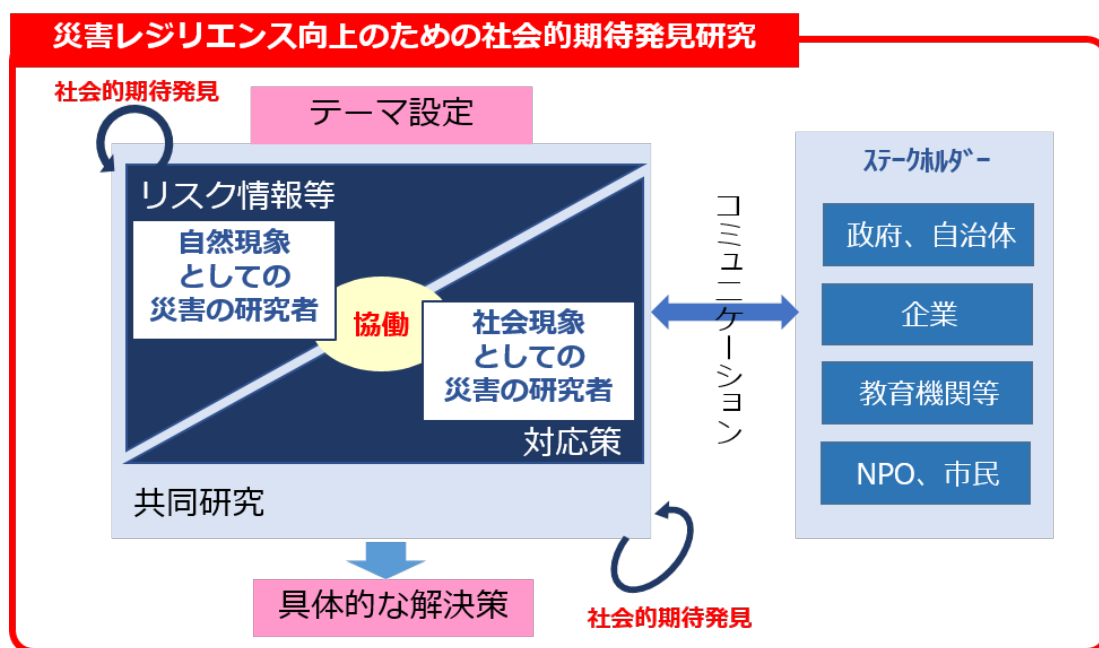 災害レジリエンス向上のための社会的期待発見研究
社会的期待発見
テーマ設定
リスク情報等
自然現象
としての
災害の研究者
協働
社会現象
としての
災害の研究者
対応策
共同研究
具体的な解決策
社会的期待発見
コミュニケーション
ｽﾃｰｸﾎﾙﾀﾞｰ
政府、自治体
企業
教育機関等
NPO、市民